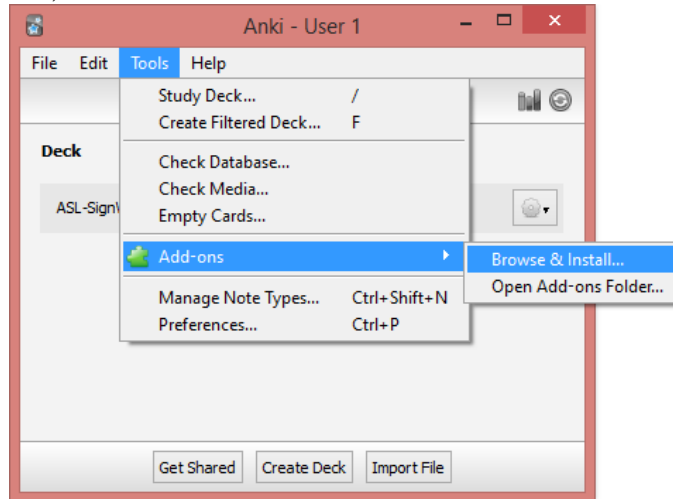 Anki - User 1
File Edit Tools Help
Study Deck... /
Create Filtered Deck... F
Deck
Check Database...
Check Media...
ASL-Sign
Empty Cards...
Add-ons
Browse & Install...
Open Add-ons Folder...
Manage Note Types... Ctrl+Shift+N
Preferences... Ctrl+P
Get Shared Create Deck Import File